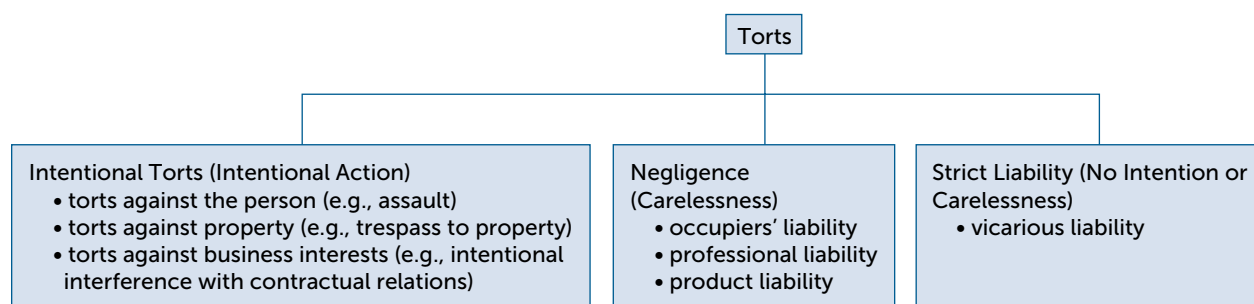 Torts
Intentional Torts (Intentional Action)
• torts against the person (e.g., assault)
• torts against property (e.g., trespass to property)
• torts against business interests (e.g., intentional
interference with contractual relations)
Negligence
(Carelessness)
• occupiers’ liability
• professional liability
• product liability
Strict Liability (No Intention or
Carelessness)
• vicarious liability